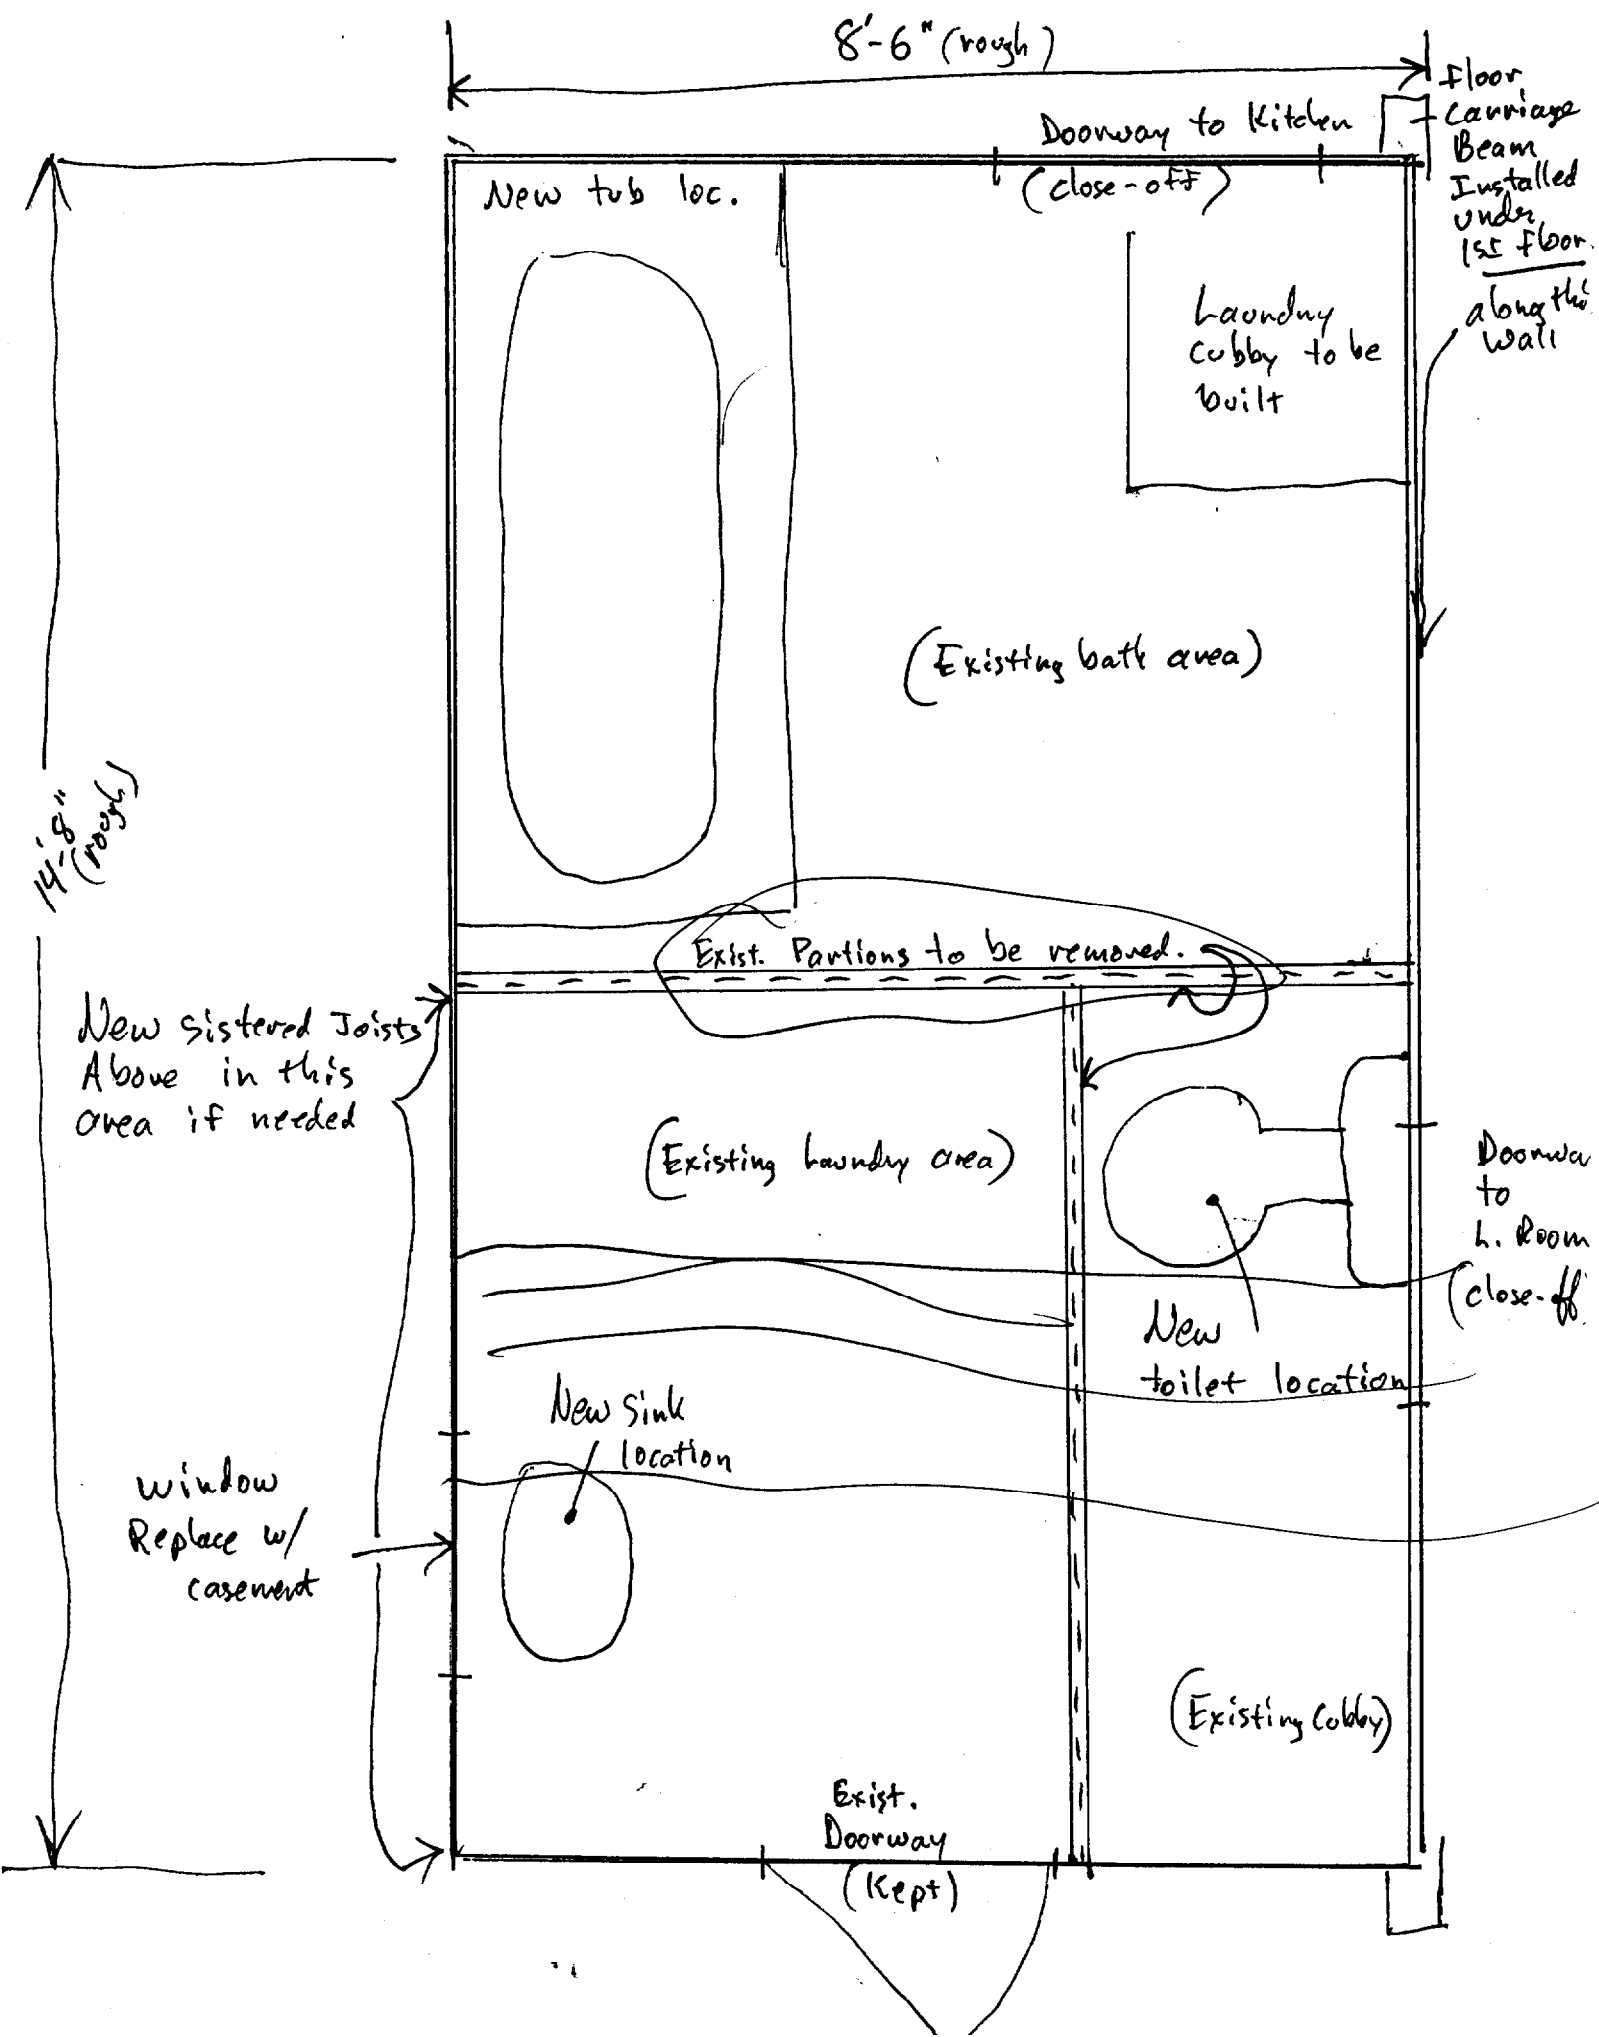 8'-6" (rough)
Floor
Carriage
Beam
Installed
under
1st floor
along this
wall
Doorway to Kitchen
(close-off)
New tub loc.
Laundry
cubby to be
built
(Existing bath area)
14'-8"
(rough)
Exist. Partions to be removed.
New Sistered Joists
Above in this
area if needed
(Existing Laundry area)
Doorwa
to
L. Room
(close-off
New
toilet location
New Sink
location
Window
Replace w/
casement
(Existing Cubby)
Exist.
Doorway
(Kept)